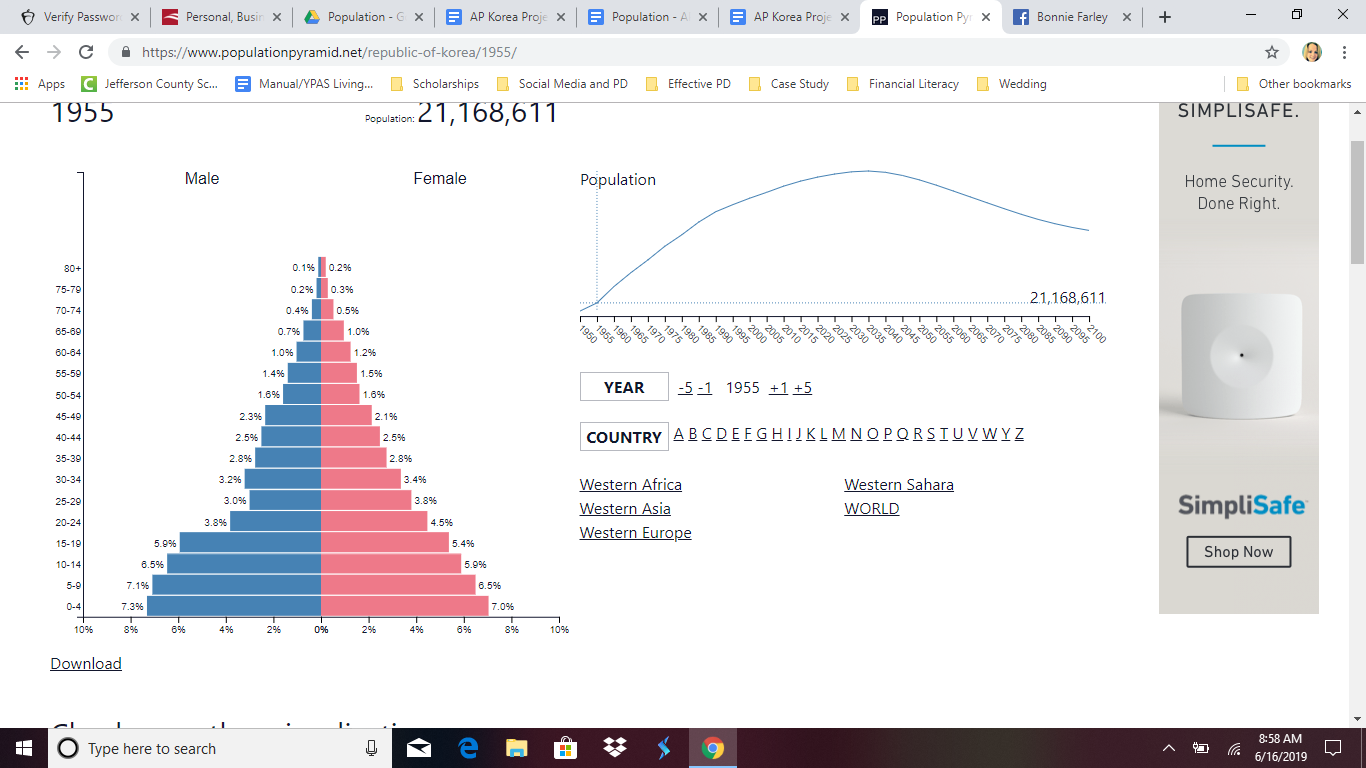 Verify Passwor
Personal, Busin
Population - G
AP Korea Proje
Population - A
AP Korea Proje
Population Pyr
Bonnie Farley
https://www.populationpyramid.net/republic-of-korea/1955/
Apps
Jefferson County Sc...
Manual/YPAS Living...
Scholarships
Social Media and PD
Effective PD
Case Study
Financial Literacy
Wedding
Other bookmarks
1955
Population: 21,168,611
Male Female
80+ 0.1% 0.2%
75-79 0.2% 0.3%
70-74 0.4% 0.5%
65-69 0.7% 1.0%
60-64 1.0% 1.2%
55-59 1.4% 1.5%
50-54 1.6% 1.6%
45-49 2.3% 2.1%
40-44 2.5% 2.5%
35-39 2.8% 2.8%
30-34 3.2% 3.4%
25-29 3.0% 3.8%
20-24 3.8% 4.5%
15-19 5.9% 5.4%
10-14 6.5% 5.9%
5-9 7.1% 6.5%
0-4 7.3% 7.0%
10% 8% 6% 4% 2% 0% 2% 4% 6% 8% 10%
Download
Population
21,168,611
1950 1955 1960 1965 1970 1975 1980 1985 1990 1995 2000 2005 2010 2015 2020 2025 2030 2035 2040 2045 2050 2055 2060 2065 2070 2075 2080 2085 2090 2095 2100
YEAR -5 -1 1955 +1 +5
COUNTRY A B C D E F G H I J K L M N O P Q R S T U V W Y Z
Western Africa
Western Asia
Western Europe
Western Sahara
WORLD
SIMPLISAFE.
Home Security.
Done Right.
SimpliSafe
Shop Now
Type here to search
8:58 AM
6/16/2019